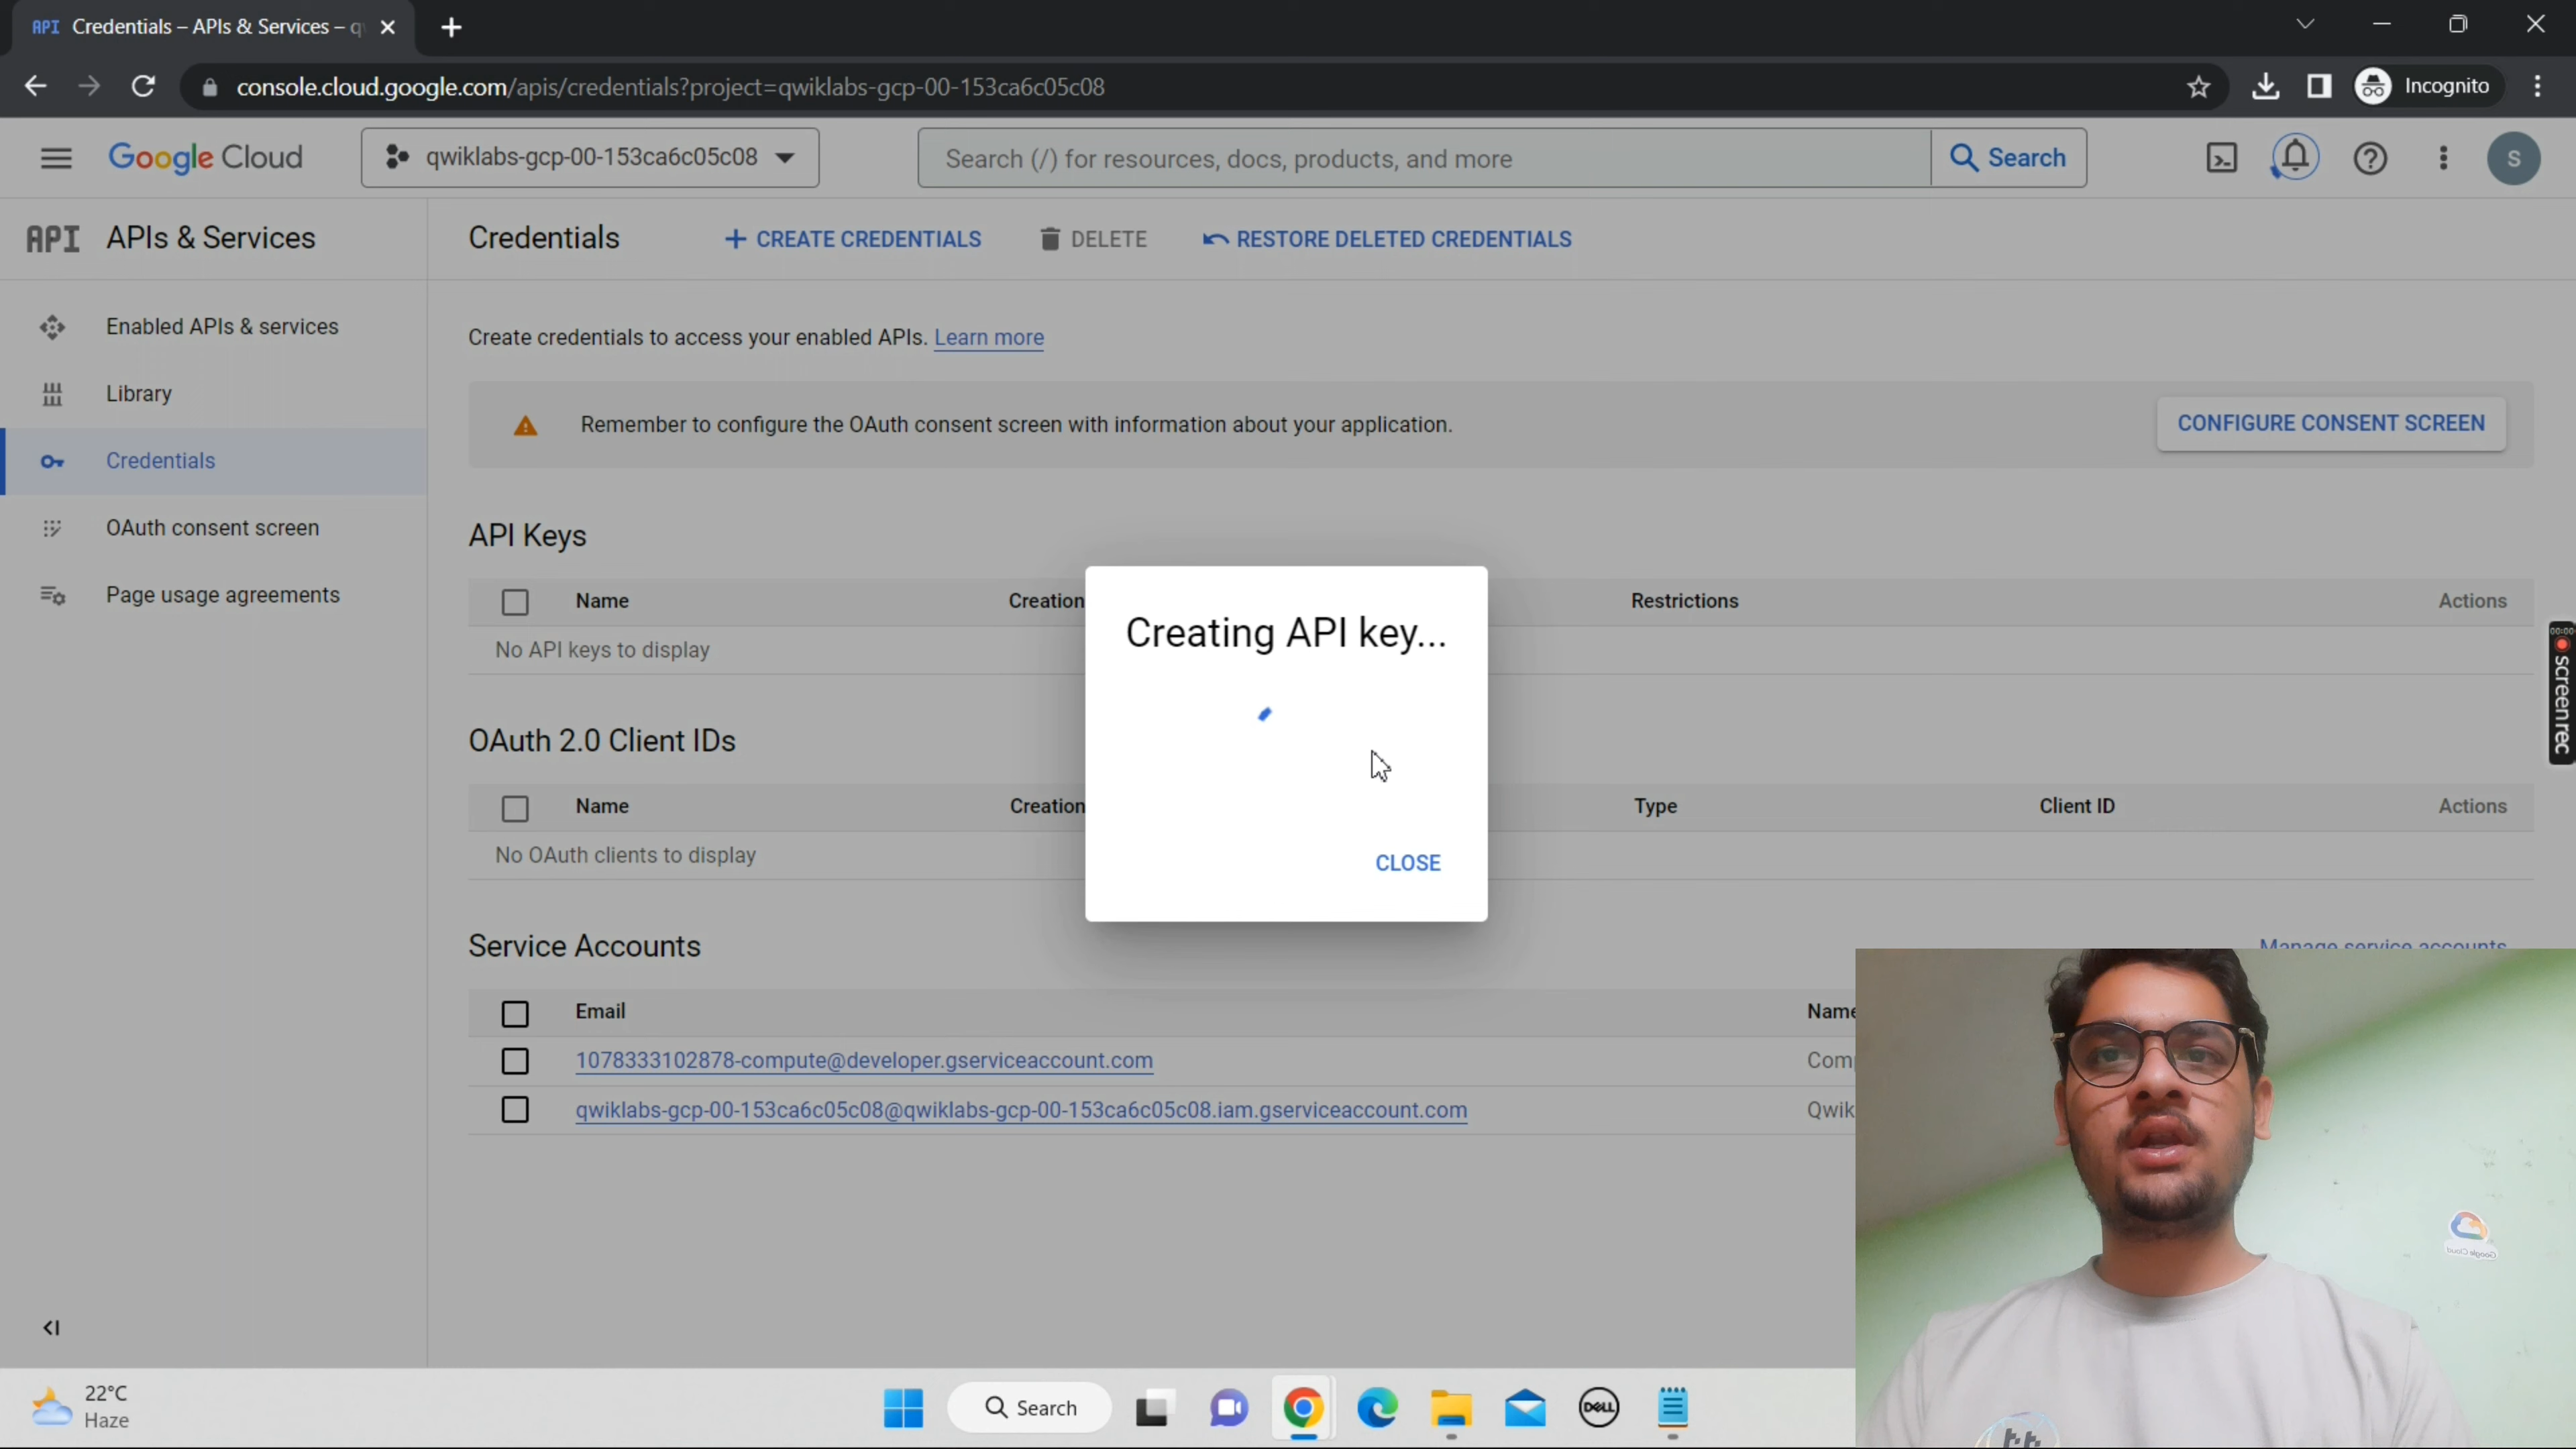 API Credentials – APIs & Services – q
console.cloud.google.com/apis/credentials?project=qwiklabs-gcp-00-153ca6c05c08
Incognito
Google Cloud
qwiklabs-gcp-00-153ca6c05c08
Search (/) for resources, docs, products, and more
Search
S
API APIs & Services
Credentials
CREATE CREDENTIALS
DELETE
RESTORE DELETED CREDENTIALS
Enabled APIs & services
Library
Credentials
OAuth consent screen
Page usage agreements
Create credentials to access your enabled APIs. Learn more
Remember to configure the OAuth consent screen with information about your application.
CONFIGURE CONSENT SCREEN
API Keys
Name Creation Restrictions Actions
No API keys to display
Creating API key...
CLOSE
OAuth 2.0 Client IDs
Name Creation Type Client ID Actions
No OAuth clients to display
Service Accounts
Manage service accounts
Email Name
1078333102878-compute@developer.gserviceaccount.com Comp
qwiklabs-gcp-00-153ca6c05c08@qwiklabs-gcp-00-153ca6c05c08.iam.gserviceaccount.com Qwik
00:00
screenrec
Google Cloud
22°C
Haze
Search
DELL